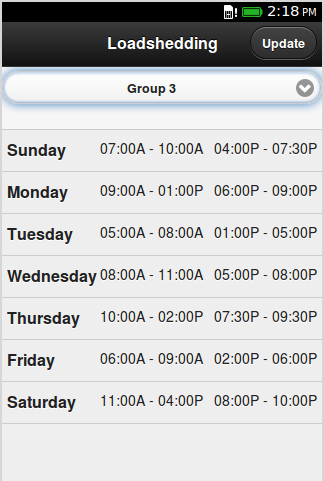 2:18 PM
Loadshedding Update
Group 3
Sunday 07:00A - 10:00A 04:00P - 07:30P
Monday 09:00A - 01:00P 06:00P - 09:00P
Tuesday 05:00A - 08:00A 01:00P - 05:00P
Wednesday 08:00A - 11:00A 05:00P - 08:00P
Thursday 10:00A - 02:00P 07:30P - 09:30P
Friday 06:00A - 09:00A 02:00P - 06:00P
Saturday 11:00A - 04:00P 08:00P - 10:00P